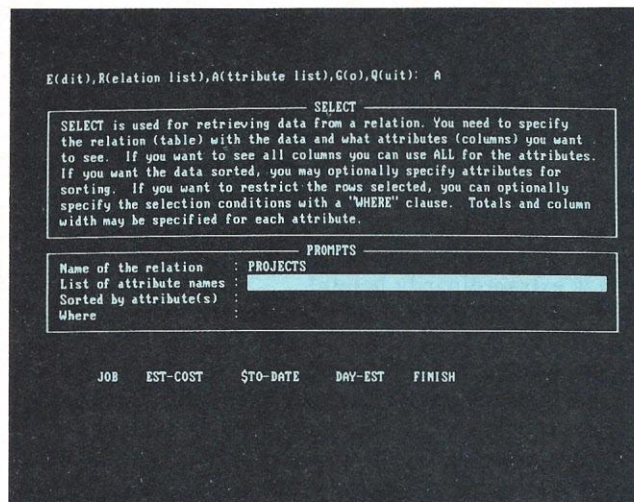 E(dit),R(elation list),A(ttribute list),G(o),Q(uit): A
SELECT
SELECT is used for retrieving data from a relation. You need to specify
the relation (table) with the data and what attributes (columns) you want
to see. If you want to see all columns you can use ALL for the attributes.
If you want the data sorted, you may optionally specify attributes for
sorting. If you want to restrict the rows selected, you can optionally
specify the selection conditions with a "WHERE" clause. Totals and column
width may be specified for each attribute.
PROMPTS
Name of the relation : PROJECTS
List of attribute names :
Sorted by attribute(s) :
Where :
JOB EST-COST $TO-DATE DAY-EST FINISH